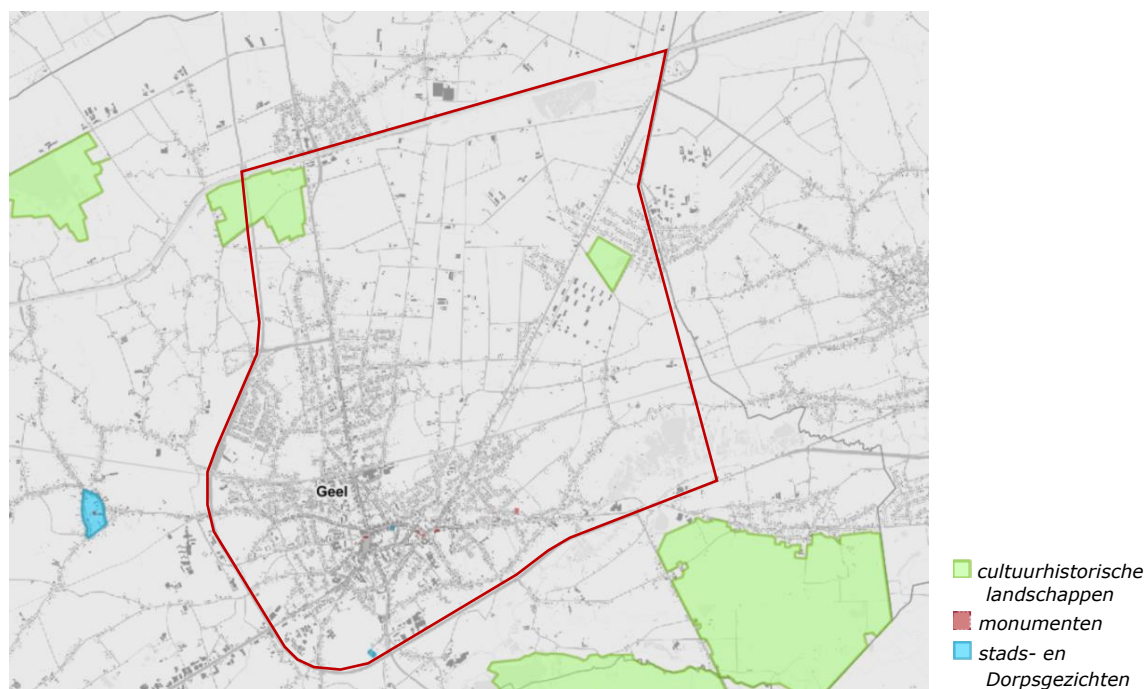 Geel
cultuurhistorische
landschappen
monumenten
stads- en
Dorpsgezichten